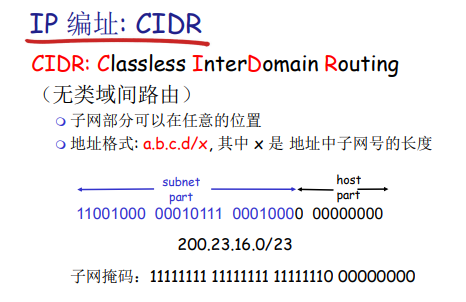 IP 编址: CIDR
CIDR: Classless InterDomain Routing
（无类域间路由）
子网部分可以在任意的位置
地址格式: a.b.c.d/x, 其中 x 是 地址中子网号的长度
subnet part
host part
11001000 00010111 00010000 00000000
200.23.16.0/23
子网掩码: 11111111 11111111 11111110 00000000